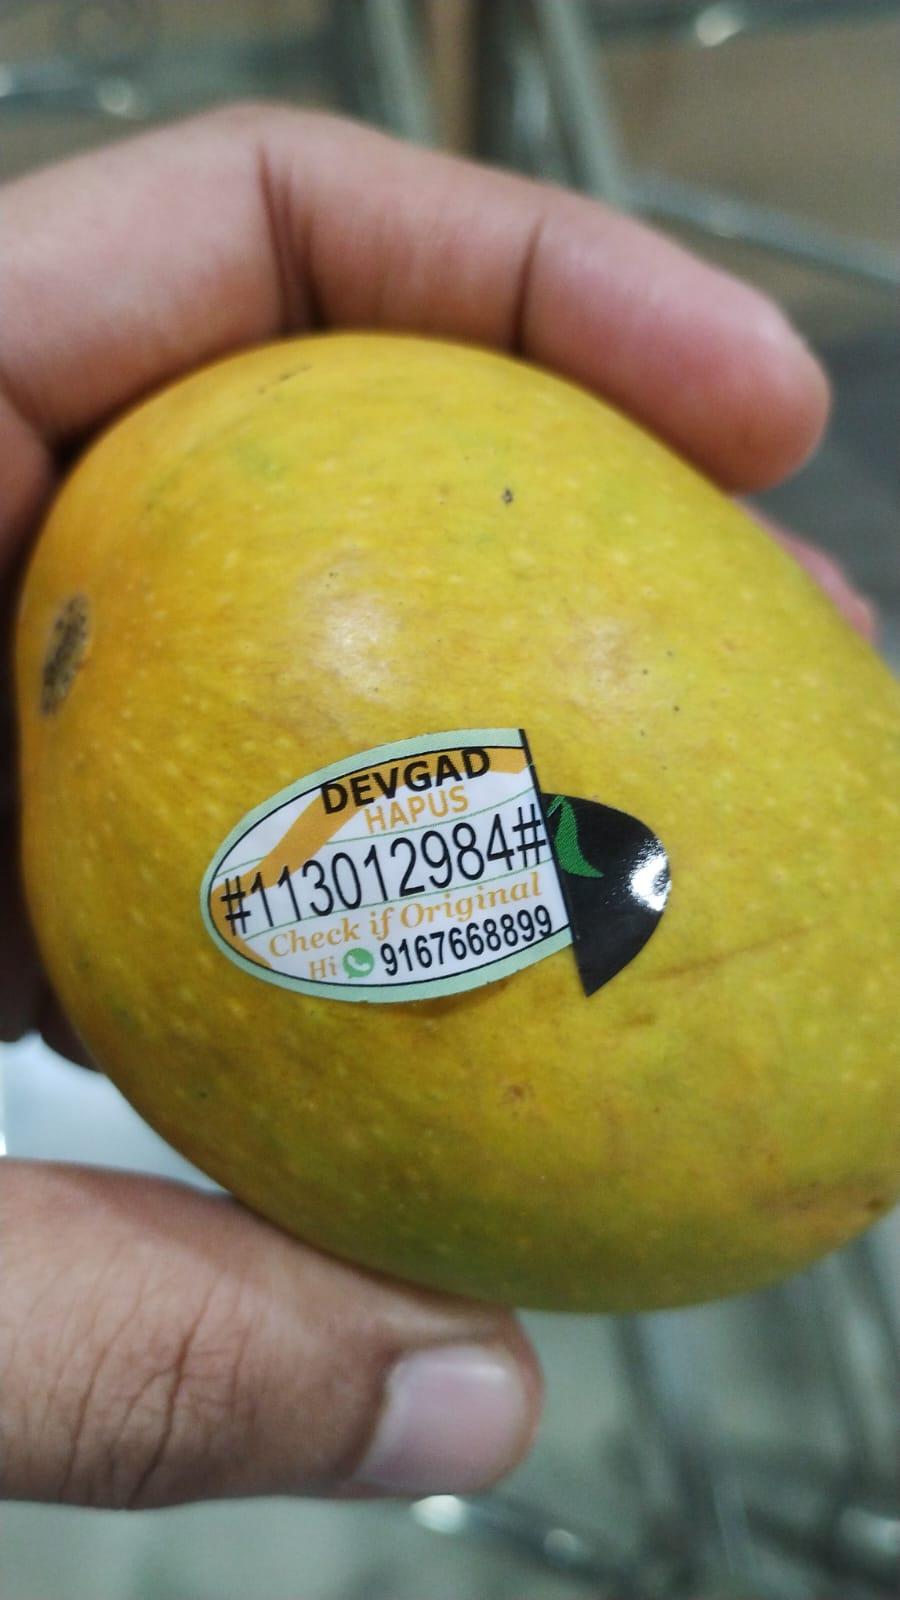 DEVGAD
HAPUS
#113012984#
Check if Original
Hi 9167668899